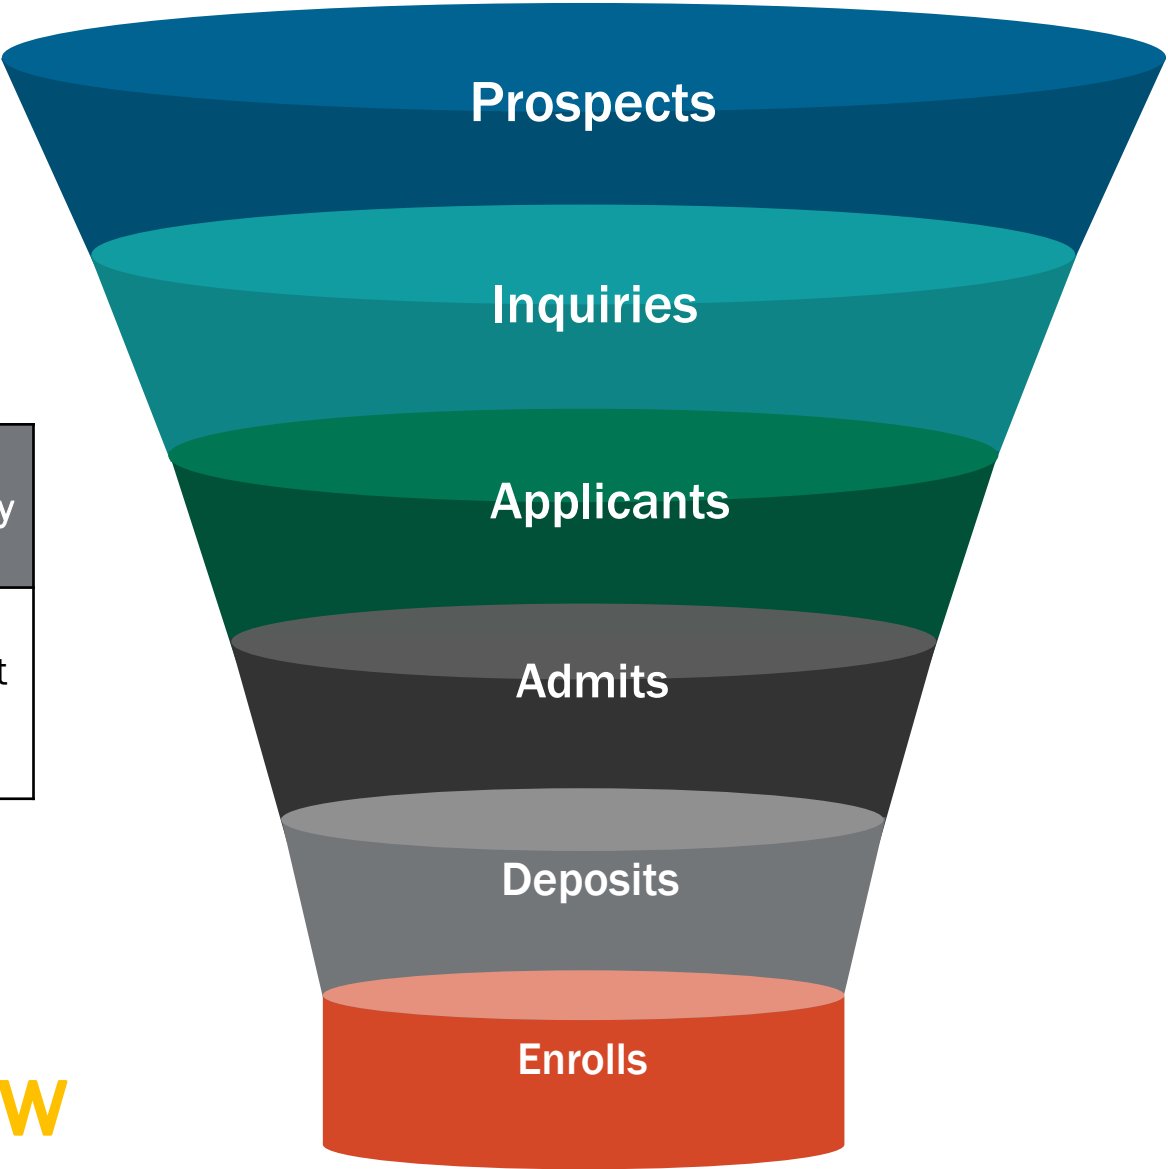 Prospects
Inquiries
Applicants
y
Admits
t
Deposits
Enrolls
W